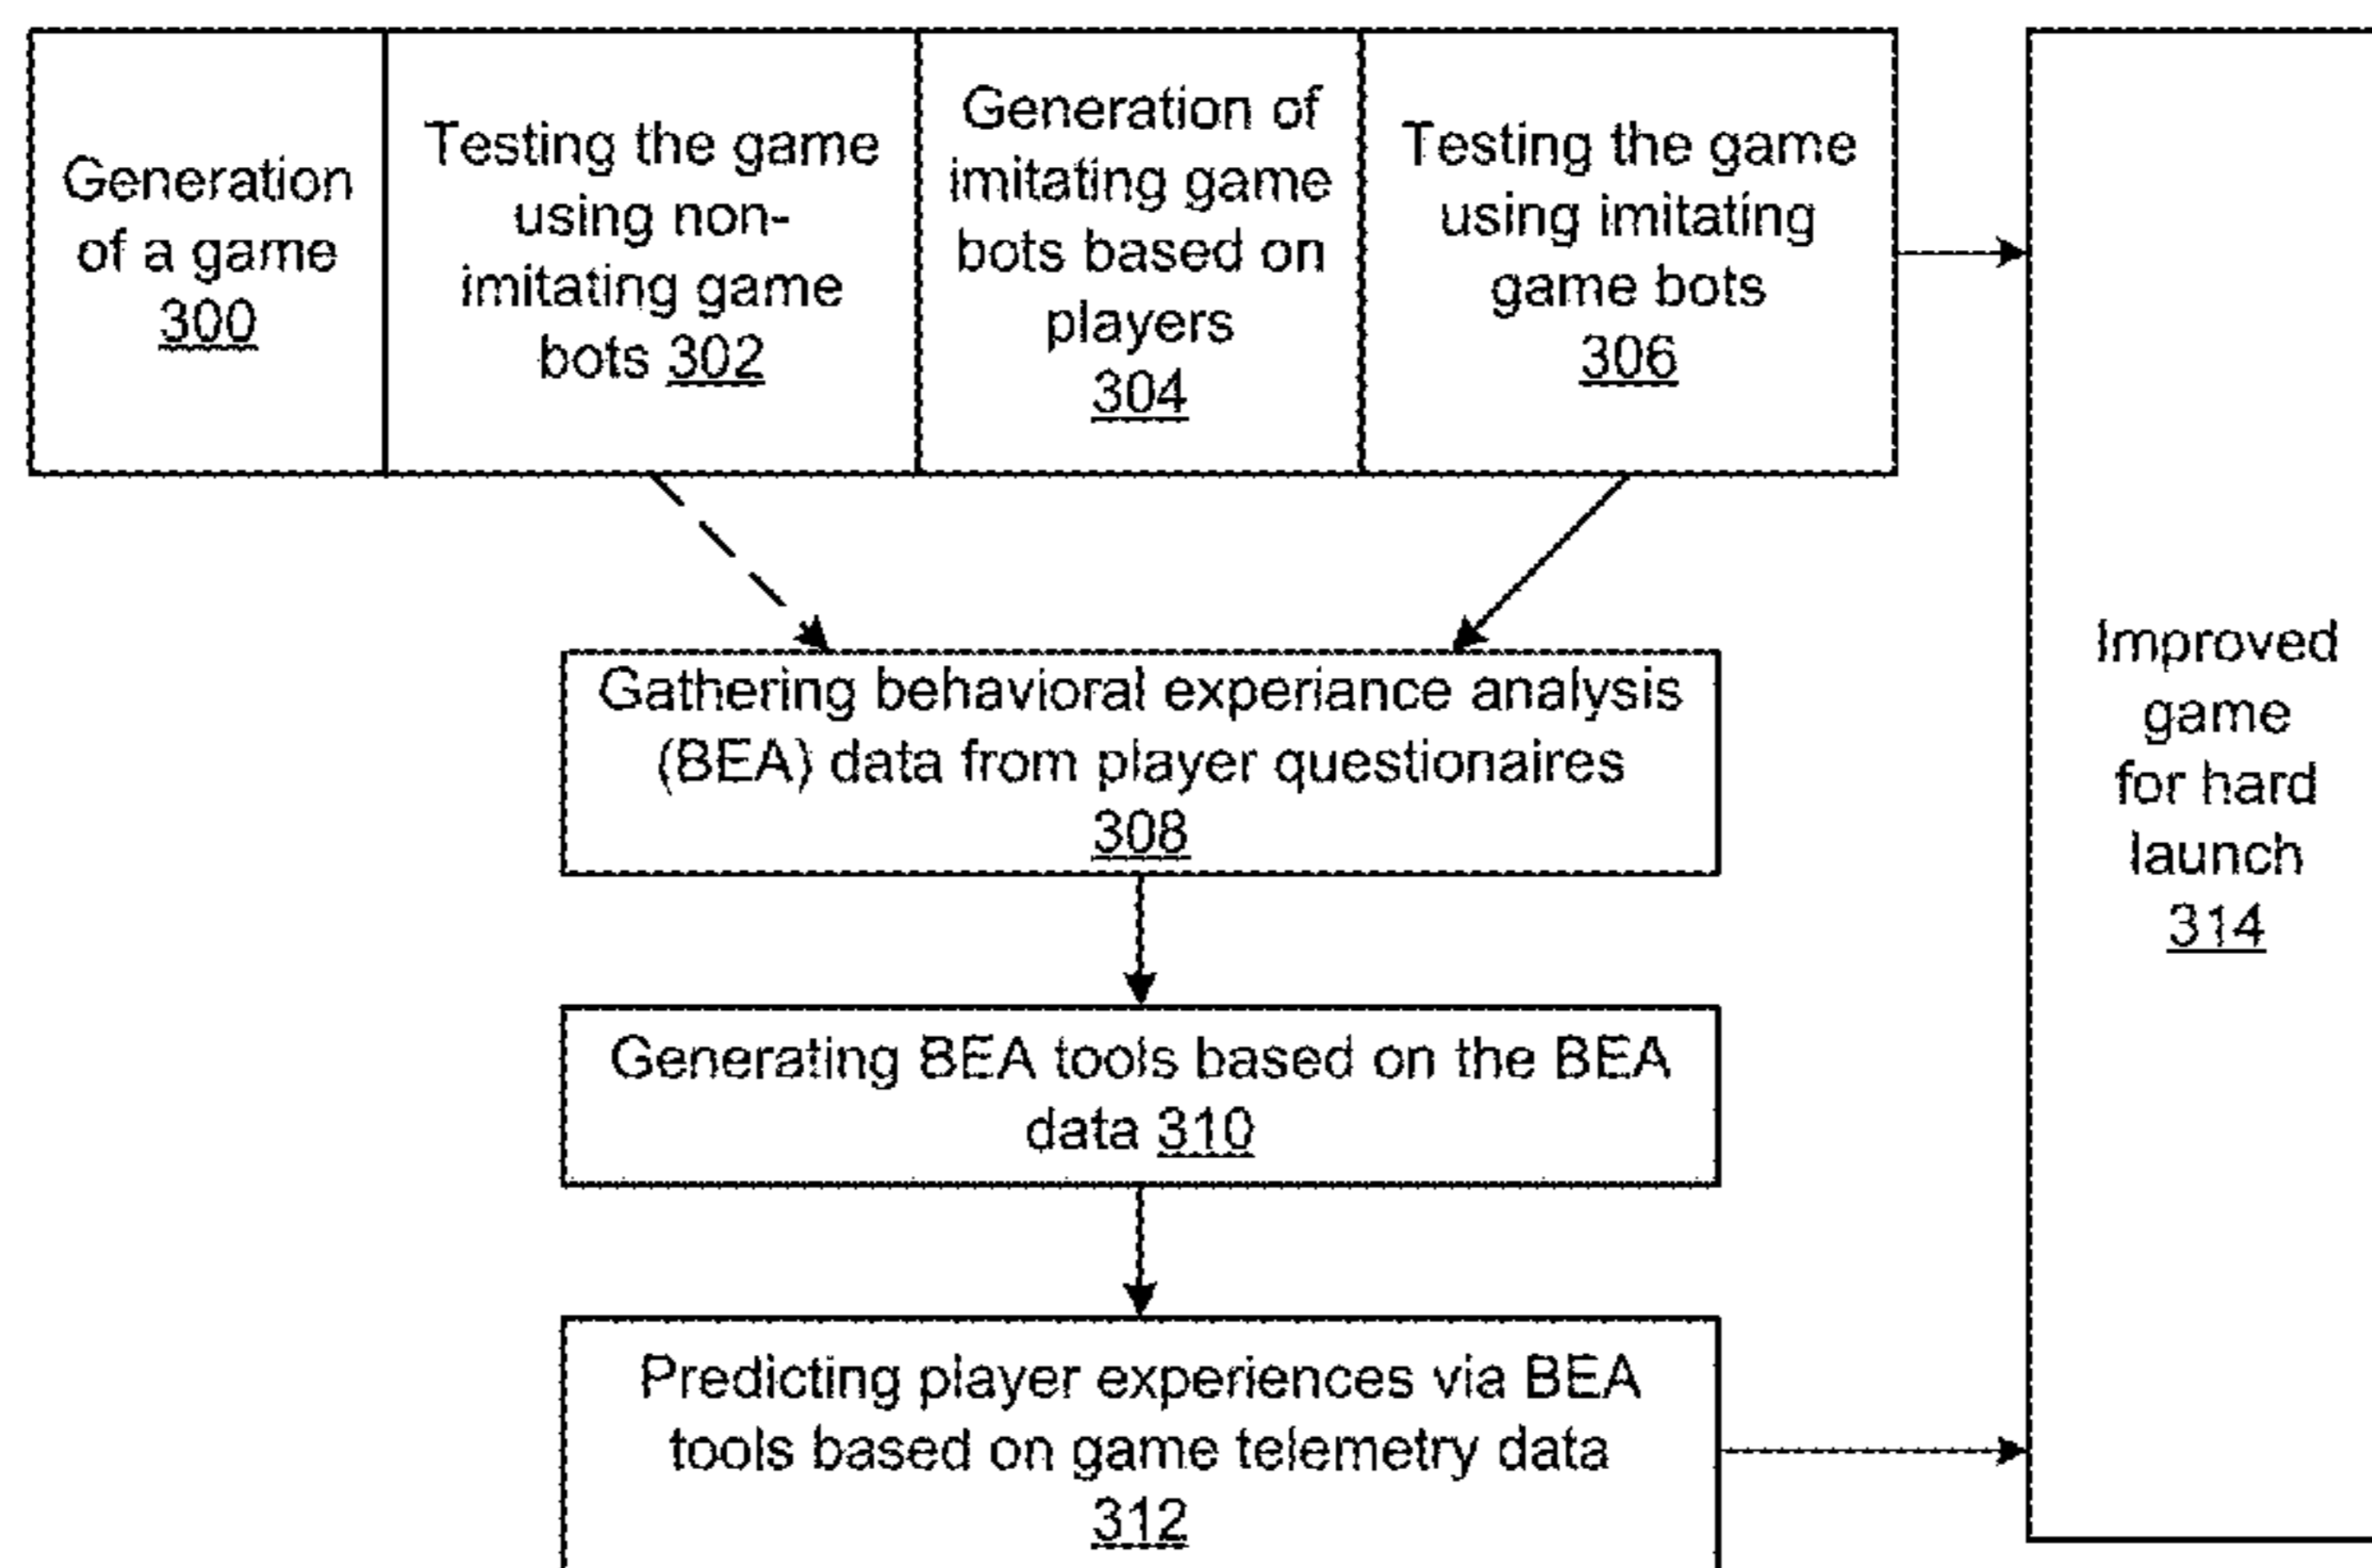 Generation
of a game
300
Testing the game
using non-
imitating game
bots 302
Generation of
imitating game
bots based on
players
304
Testing the game
using imitating
game bots
306
Gathering behavioral experiance analysis
(BEA) data from player questionaires
308
Generating BEA tools based on the BEA
data 310
Predicting player experiences via BEA
tools based on game telemetry data
312
Improved
game
for hard
launch
314